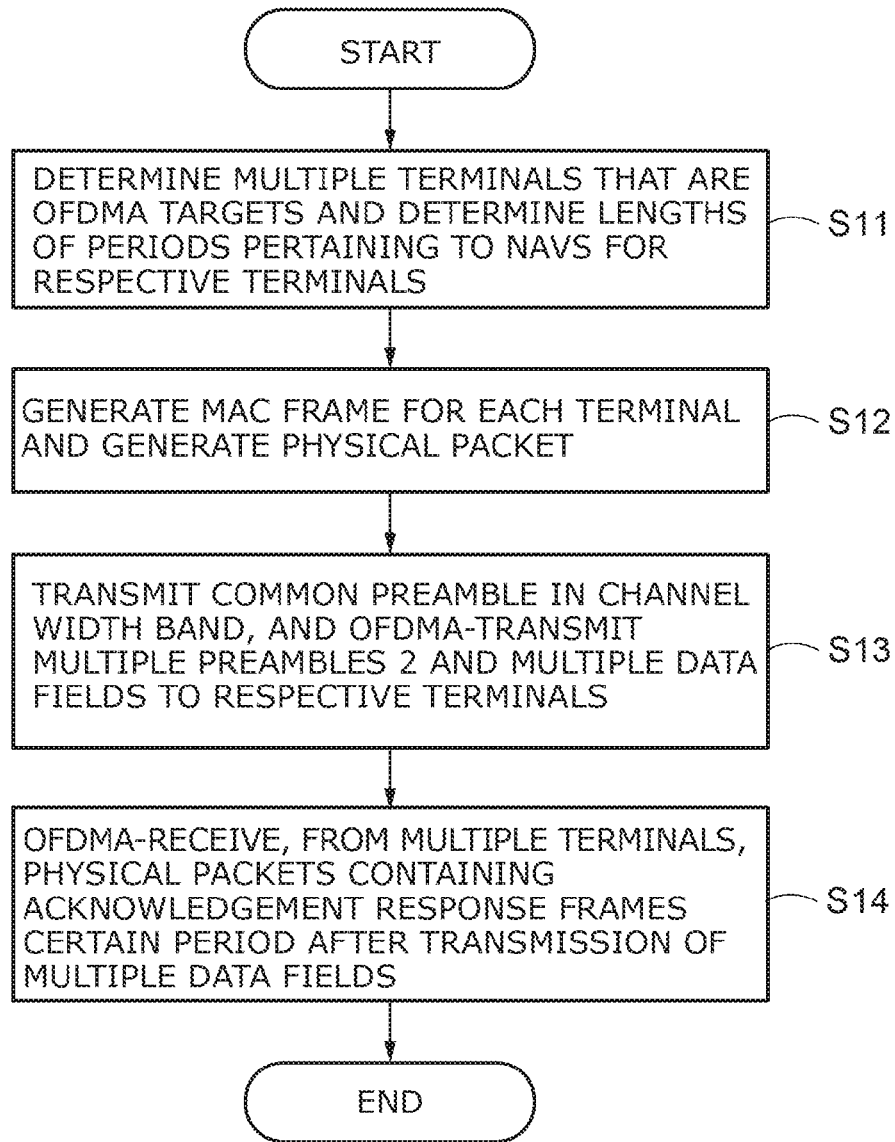 START
DETERMINE MULTIPLE TERMINALS THAT ARE
OFDMA TARGETS AND DETERMINE LENGTHS
OF PERIODS PERTAINING TO NAVS FOR
RESPECTIVE TERMINALS
S11
GENERATE MAC FRAME FOR EACH TERMINAL
AND GENERATE PHYSICAL PACKET
S12
TRANSMIT COMMON PREAMBLE IN CHANNEL
WIDTH BAND, AND OFDMA-TRANSMIT
MULTIPLE PREAMBLES 2 AND MULTIPLE DATA
FIELDS TO RESPECTIVE TERMINALS
S13
OFDMA-RECEIVE, FROM MULTIPLE TERMINALS,
PHYSICAL PACKETS CONTAINING
ACKNOWLEDGEMENT RESPONSE FRAMES
CERTAIN PERIOD AFTER TRANSMISSION OF
MULTIPLE DATA FIELDS
S14
END